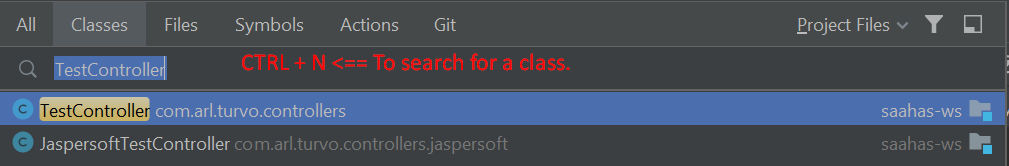 All Classes Files Symbols Actions Git Project Files
TestController CTRL + N <== To search for a class.
TestController com.arl.turvo.controllers saahas-ws
JaspersoftTestController com.arl.turvo.controllers.jaspersoft saahas-ws